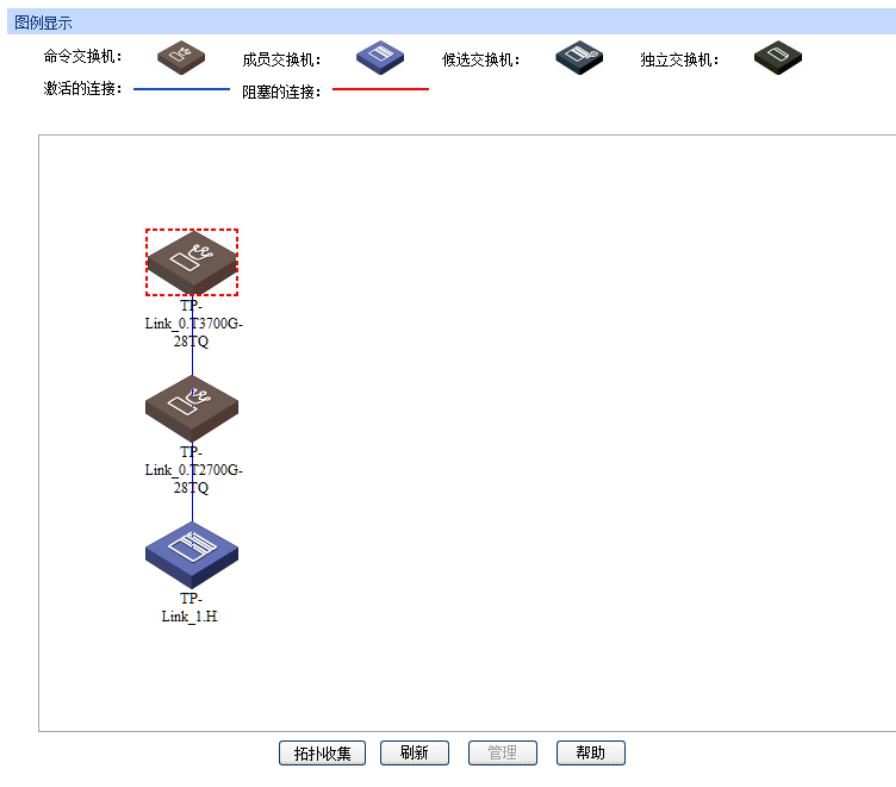 图例显示
命令交换机： 成员交换机： 候选交换机： 独立交换机：
激活的连接： 阻塞的连接：
TP-
Link_0.T3700G-
28TQ
TP-
Link_0.T2700G-
28TQ
TP-
Link_1.H
拓扑收集 刷新 管理 帮助